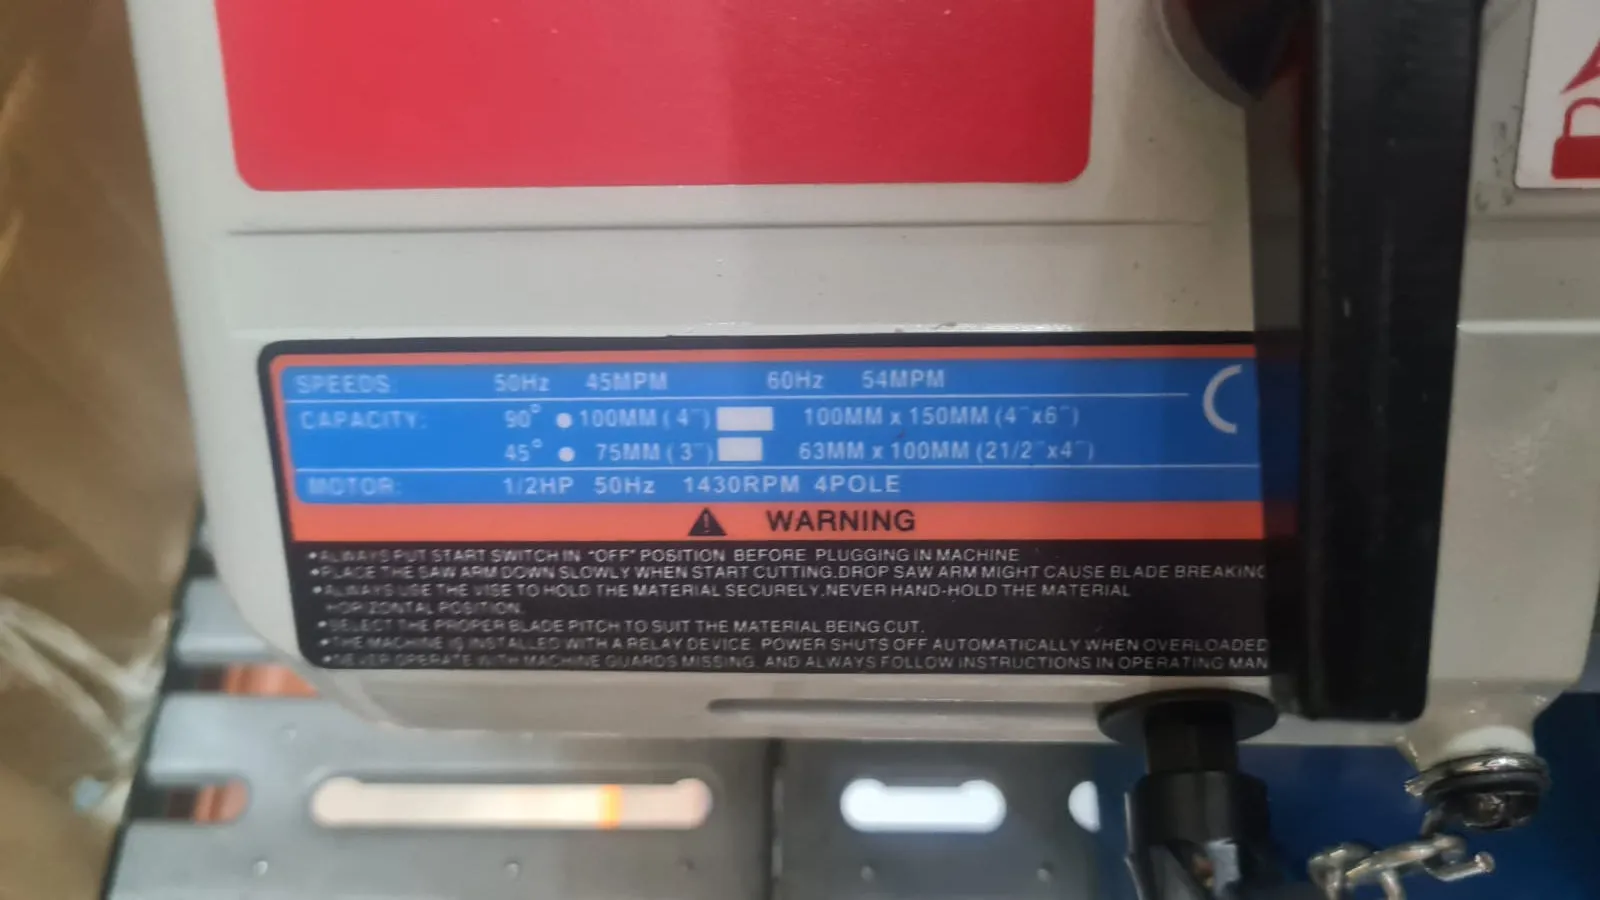 SPEEDS: 50Hz 45MPM 60Hz 54MPM
CAPACITY: 90° ● 100MM (4") 100MM x 150MM (4"x6")
45° ● 75MM (3") 63MM x 100MM (21/2"x4")
MOTOR: 1/2HP 50Hz 1430RPM 4POLE
WARNING
•ALWAYS PUT START SWITCH IN "OFF" POSITION BEFORE PLUGGING IN MACHINE
•PLACE THE SAW ARM DOWN SLOWLY WHEN START CUTTING.DROP SAW ARM MIGHT CAUSE BLADE BREAKING
•ALWAYS USE THE VISE TO HOLD THE MATERIAL SECURELY.NEVER HAND-HOLD THE MATERIAL
HORIZONTAL POSITION.
•SELECT THE PROPER BLADE PITCH TO SUIT THE MATERIAL BEING CUT.
•THE MACHINE IS INSTALLED WITH A RELAY DEVICE. POWER SHUTS OFF AUTOMATICALLY WHEN OVERLOADED
•NEVER OPERATE WITH MACHINE GUARDS MISSING. AND ALWAYS FOLLOW INSTRUCTIONS IN OPERATING MAN